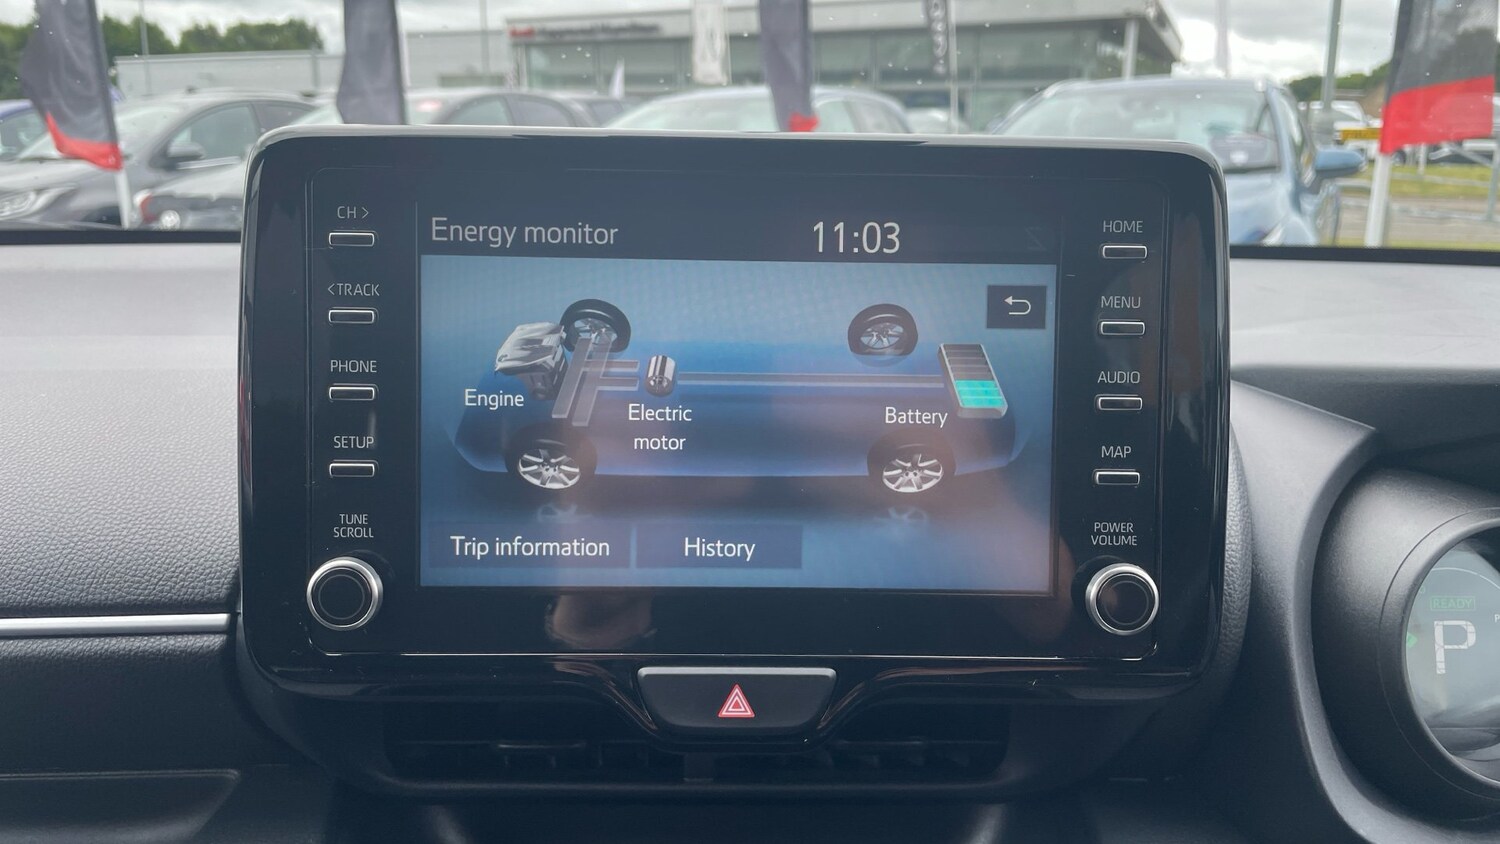 CH >
< TRACK
PHONE
SETUP
TUNE
SCROLL
Energy monitor
11:03
Engine
Electric
motor
Battery
Trip information
History
HOME
MENU
AUDIO
MAP
POWER
VOLUME
READY
P